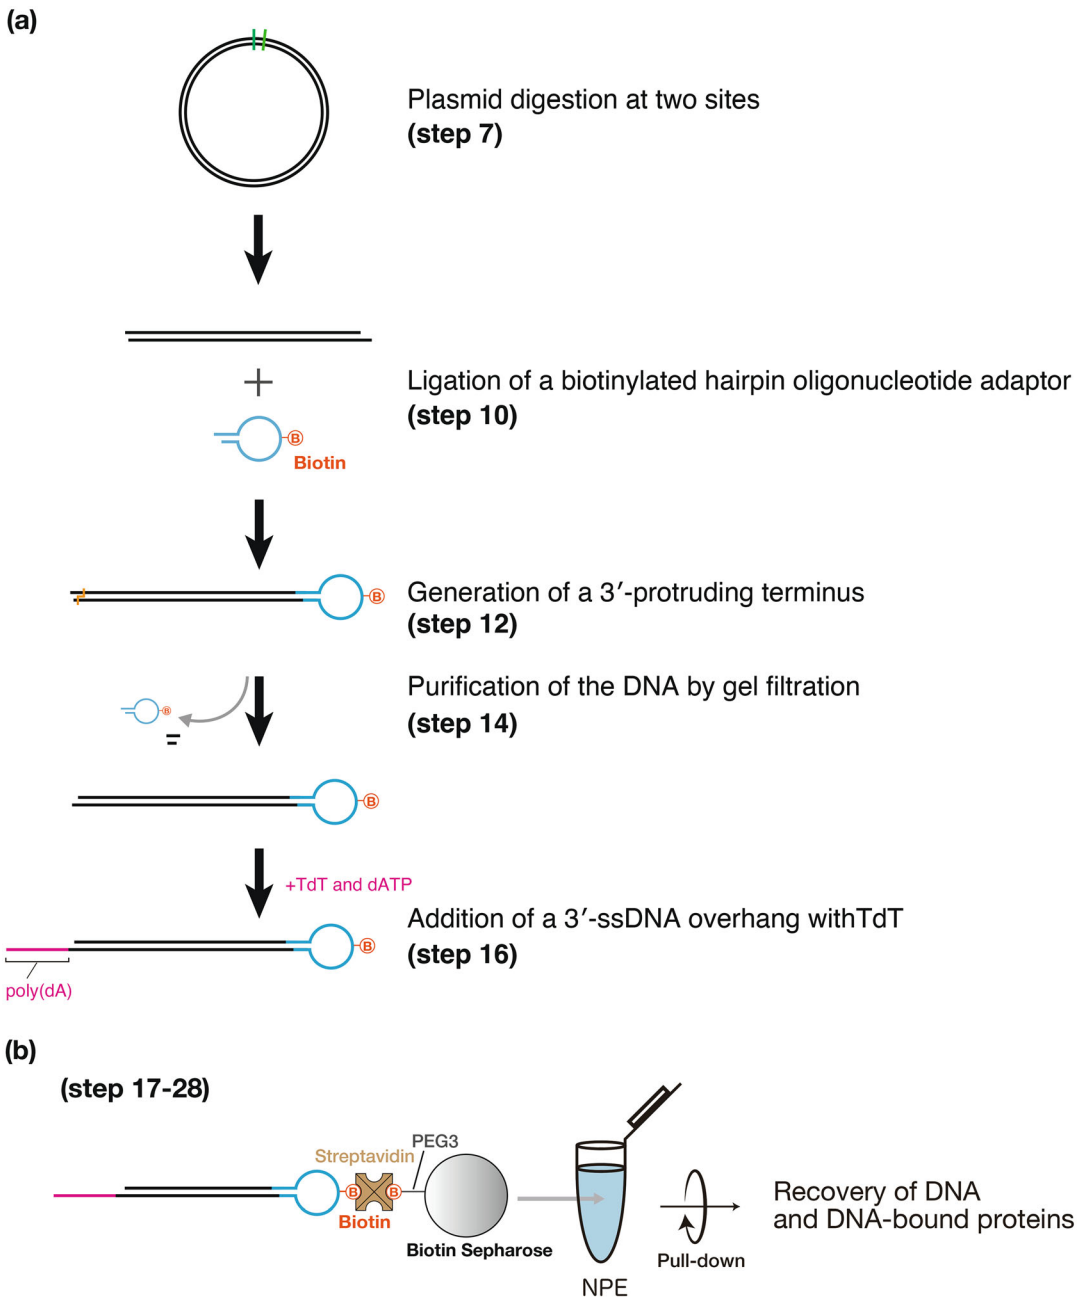 (a)
Plasmid digestion at two sites
(step 7)
Ligation of a biotinylated hairpin oligonucleotide adaptor
(step 10)
B
Biotin
Generation of a 3′-protruding terminus
(step 12)
B
Purification of the DNA by gel filtration
(step 14)
B
B
+TdT and dATP
Addition of a 3′-ssDNA overhang withTdT
(step 16)
B
poly(dA)
(b)
(step 17-28)
PEG3
Streptavidin
B B
Biotin
Biotin Sepharose
NPE
Pull-down
Recovery of DNA
and DNA-bound proteins